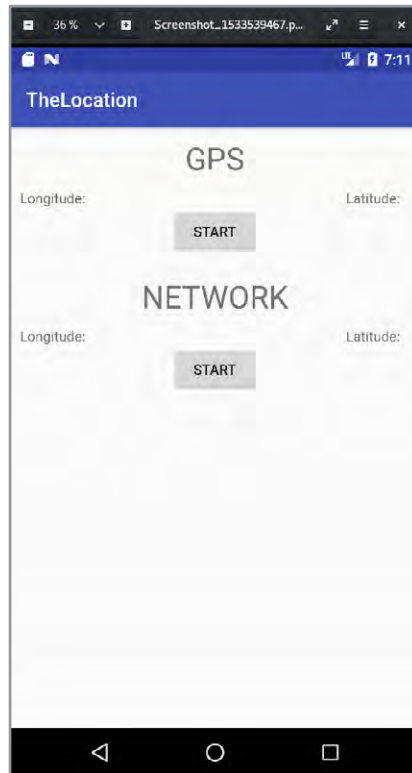 36 % Screenshot_1533539467.p...
7:11
TheLocation
GPS
Longitude: Latitude:
START
NETWORK
Longitude: Latitude:
START